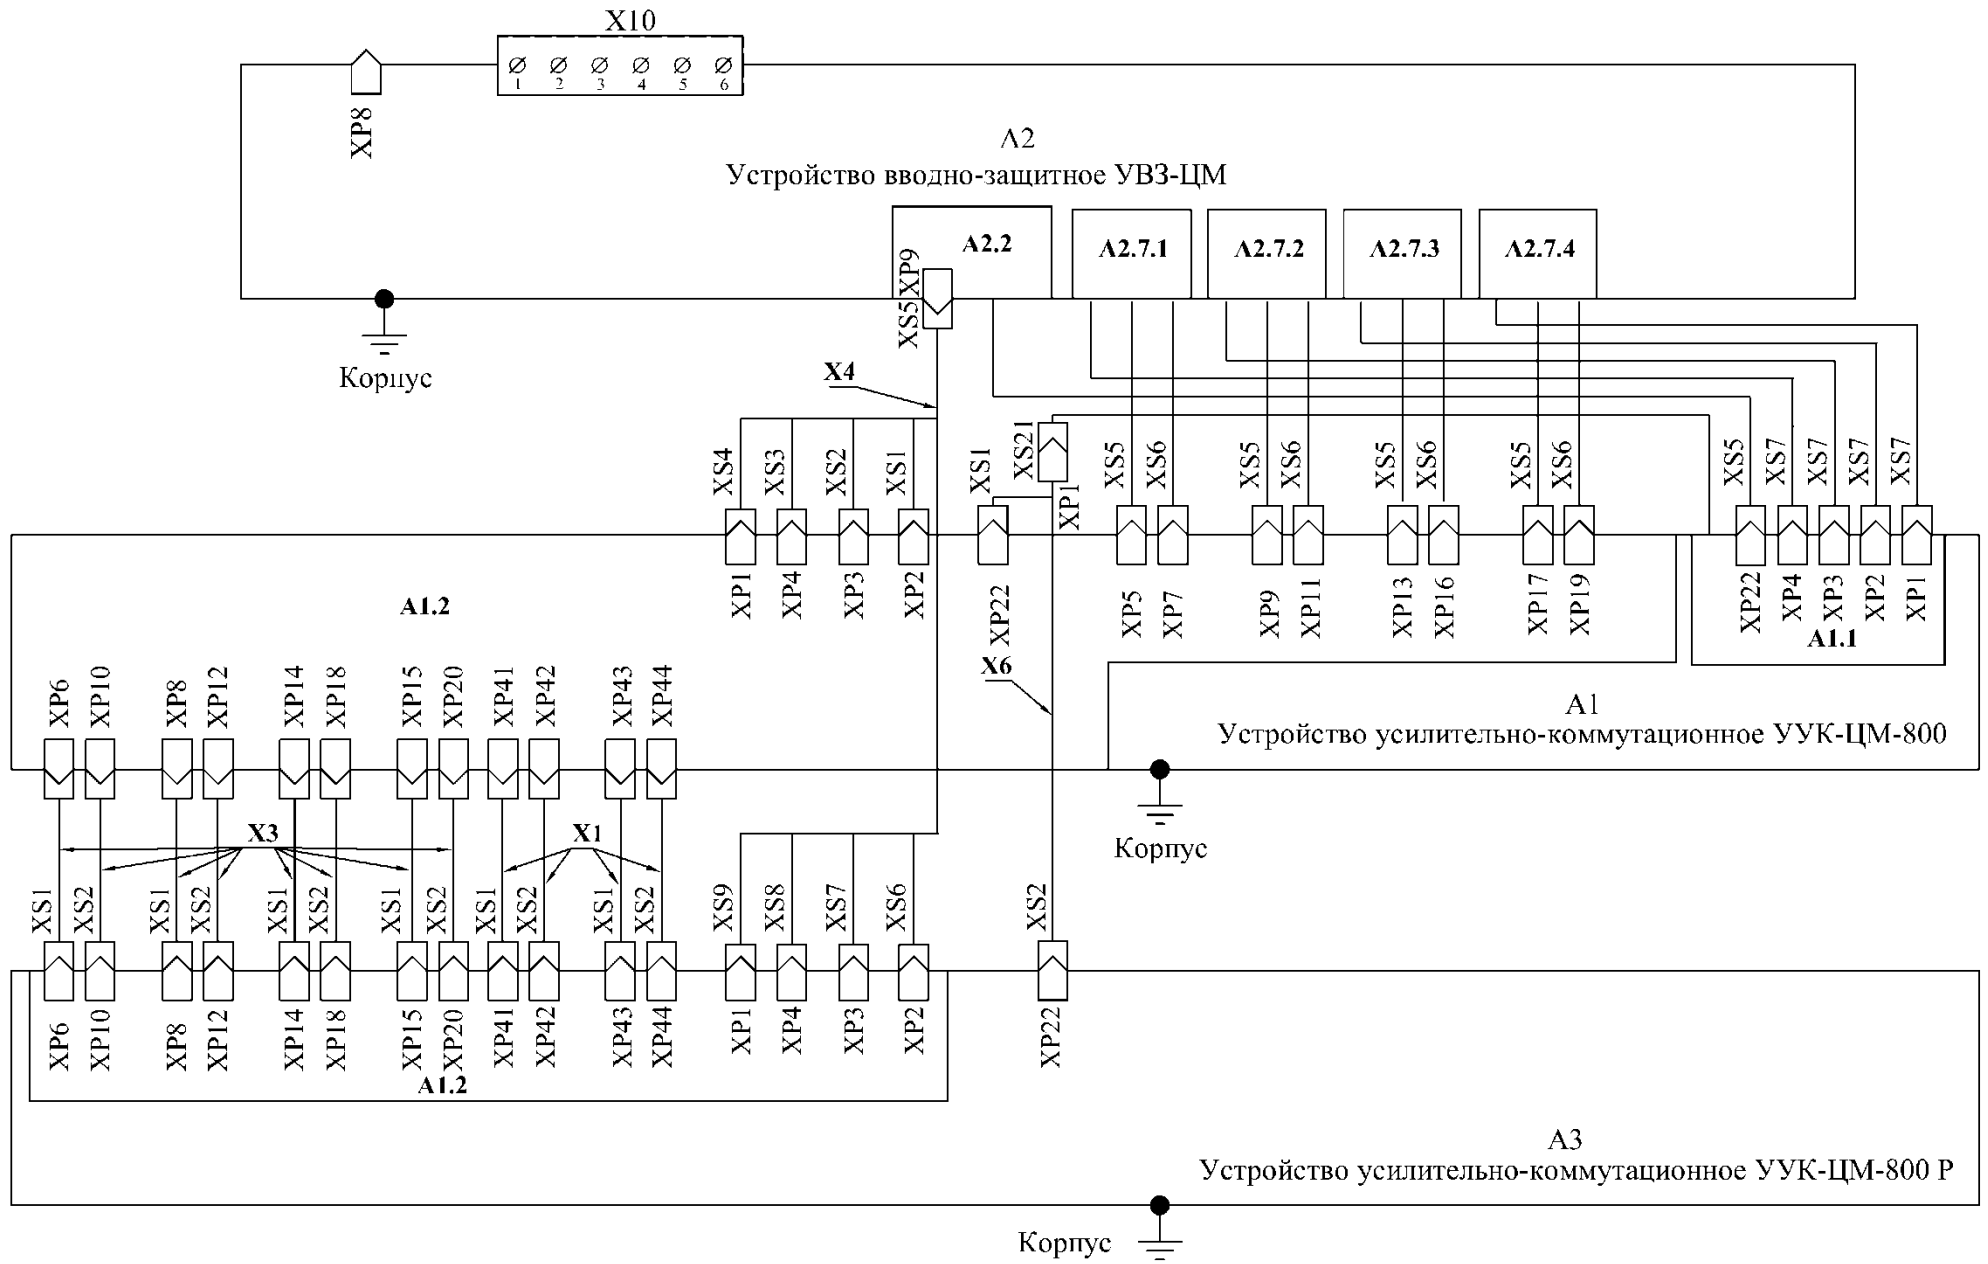 X10
1 2 3 4 5 6
XP8
A2
Устройство вводно-защитное УВЗ-ЦМ
A2.2
A2.7.1
A2.7.2
A2.7.3
A2.7.4
XP9
XS5
Корпус
X4
XS4
XS3
XS2
XS1
XS1
XS21
XP1
XS5
XS6
XS5
XS6
XS5
XS6
XS5
XS6
XS5
XS7
XS7
XS7
XS7
XP1
XP4
XP3
XP2
XP22
XP5
XP7
XP9
XP11
XP13
XP16
XP17
XP19
XP22
XP4
XP3
XP2
XP1
A1.2
A1.1
X6
A1
Устройство усилительно-коммутационное УУК-ЦМ-800
XP6
XP10
XP8
XP12
XP14
XP18
XP15
XP20
XP41
XP42
XP43
XP44
Корпус
X3
X1
XS1
XS2
XS1
XS2
XS1
XS2
XS1
XS2
XS1
XS2
XS1
XS2
XS9
XS8
XS7
XS6
XS2
XP6
XP10
XP8
XP12
XP14
XP18
XP15
XP20
XP41
XP42
XP43
XP44
XP1
XP4
XP3
XP2
XP22
A1.2
A3
Устройство усилительно-коммутационное УУК-ЦМ-800 Р
Корпус